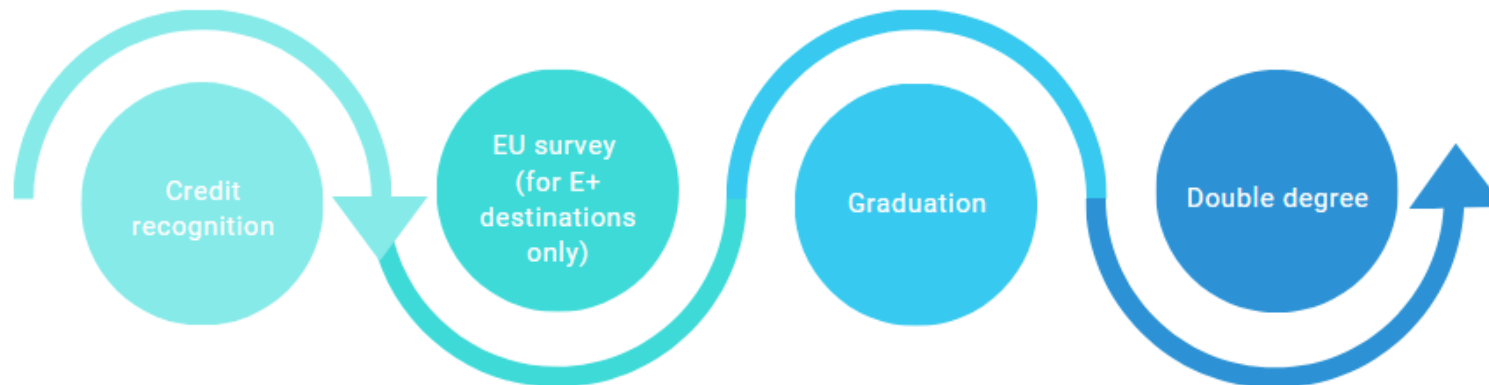 Credit
recognition
EU survey
(for E+
destinations
only)
Graduation
Double degree